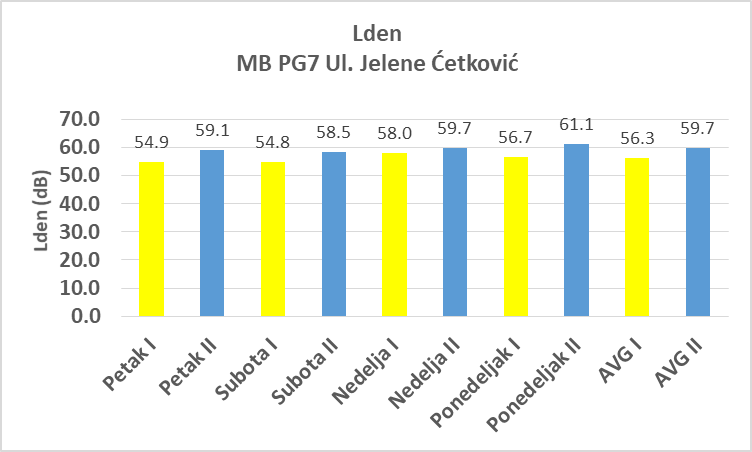 Lden
MB PG7 Ul. Jelene Ćetković
Lden (dB)
70.0
60.0
50.0
40.0
30.0
20.0
10.0
0.0
54.9 59.1 54.8 58.5 58.0 59.7 56.7 61.1 56.3 59.7
Petak I
Petak II
Subota I
Subota II
Nedelja I
Nedelja II
Ponedeljak I
Ponedeljak II
AVG I
AVG II